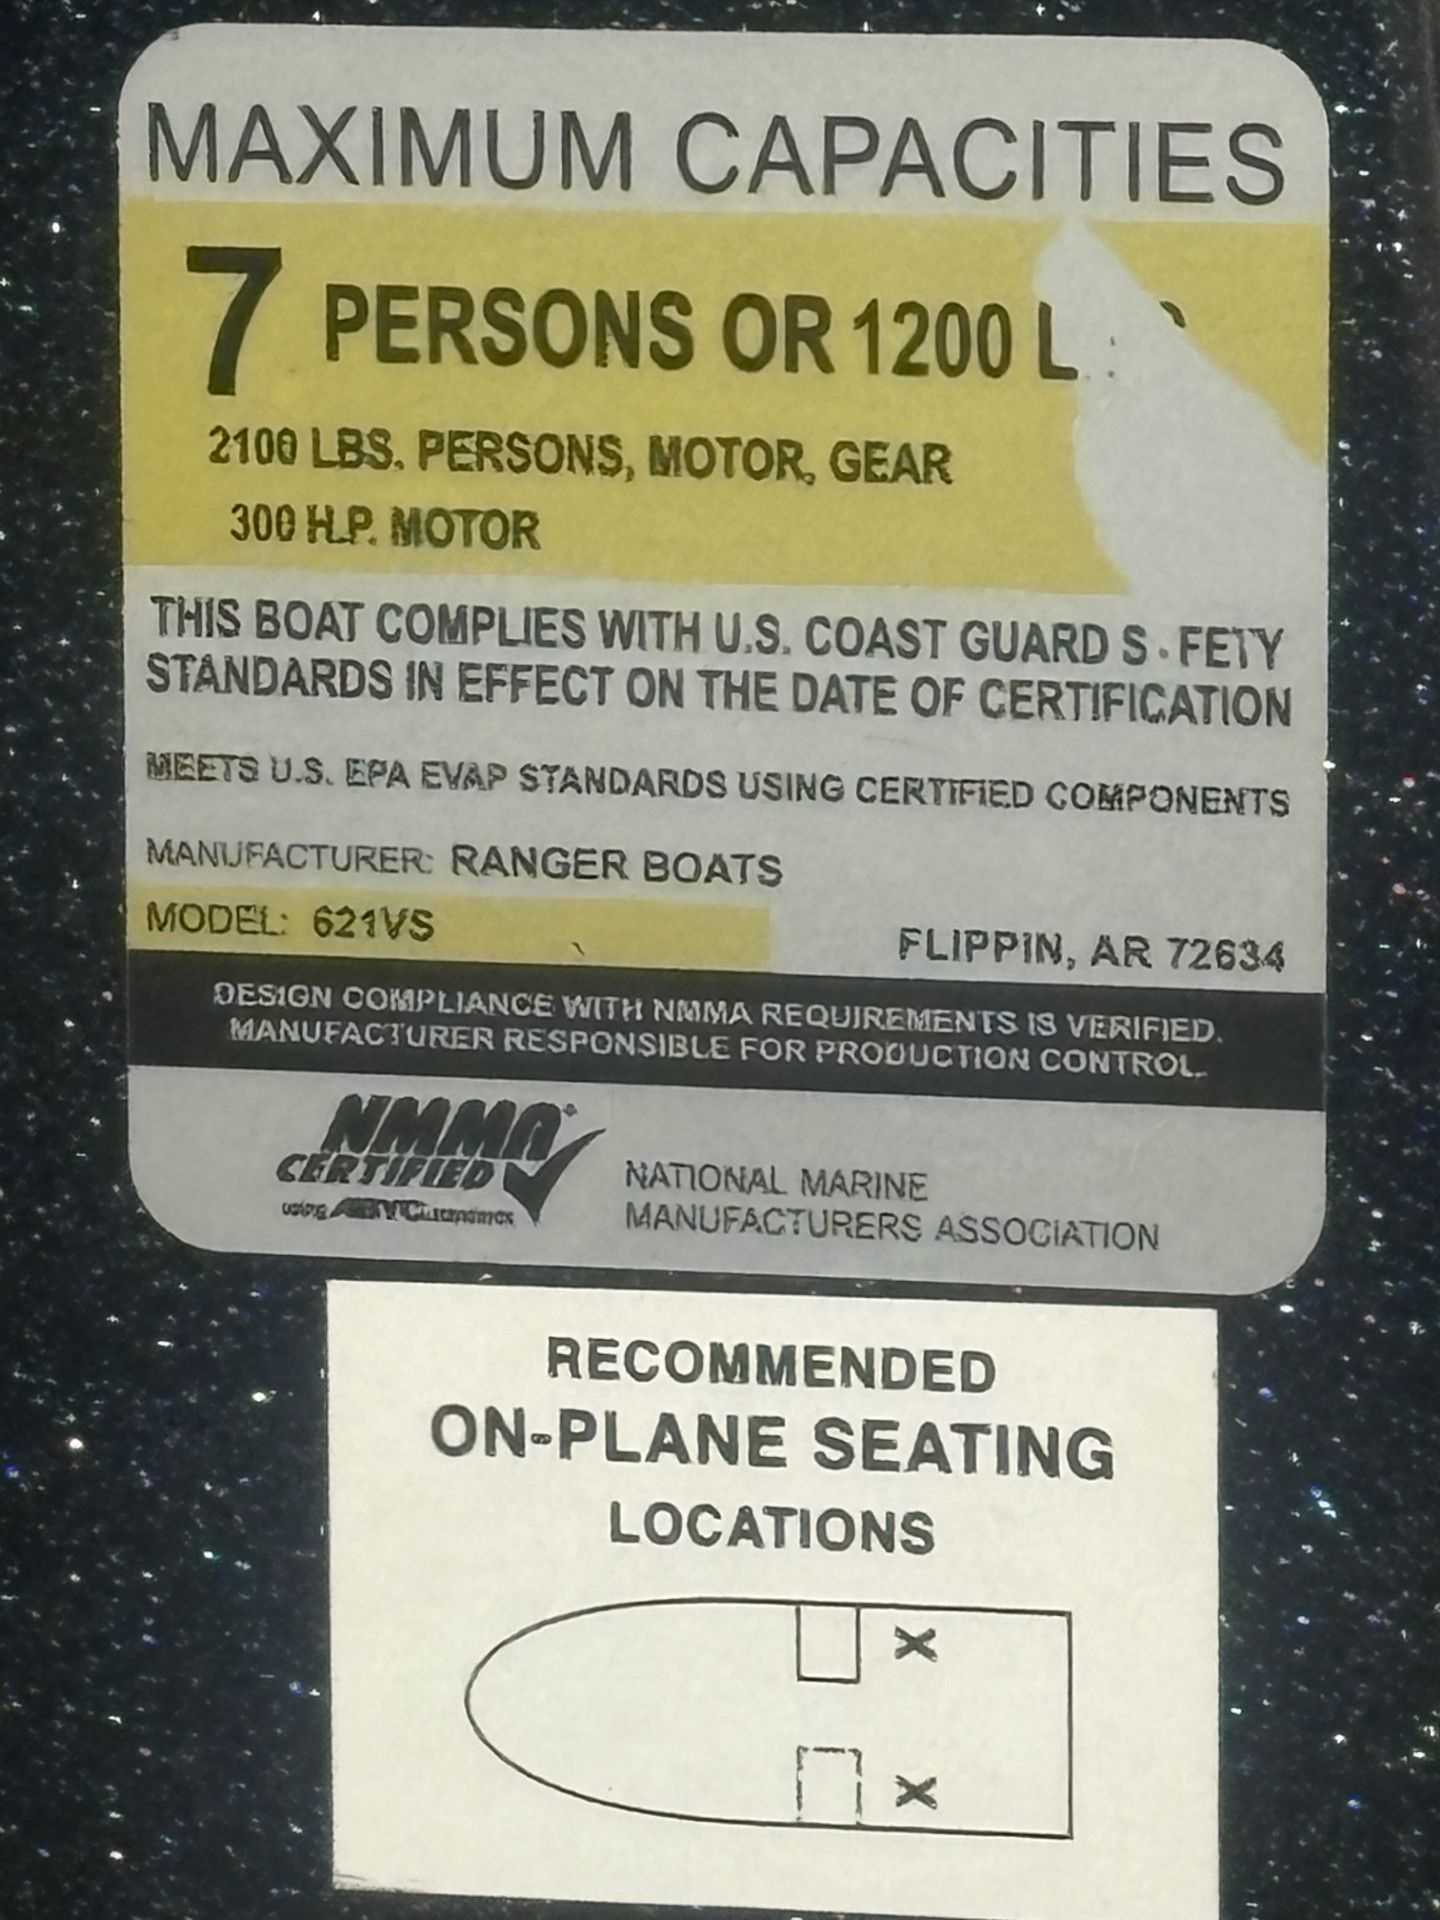 MAXIMUM CAPACITIES
7 PERSONS OR 1200 L
2100 LBS. PERSONS, MOTOR, GEAR
300 H.P. MOTOR
THIS BOAT COMPLIES WITH U.S. COAST GUARD S FETY
STANDARDS IN EFFECT ON THE DATE OF CERTIFICATION
MEETS U.S. EPA EVAP STANDARDS USING CERTIFIED COMPONENTS
MANUFACTURER: RANGER BOATS
MODEL: 621VS
FLIPPIN, AR 72634
DESIGN COMPLIANCE WITH NMMA REQUIREMENTS IS VERIFIED.
MANUFACTURER RESPONSIBLE FOR PRODUCTION CONTROL.
NMMA
CERTIFIED
using
NATIONAL MARINE
MANUFACTURERS ASSOCIATION
RECOMMENDED
ON-PLANE SEATING
LOCATIONS
X
X